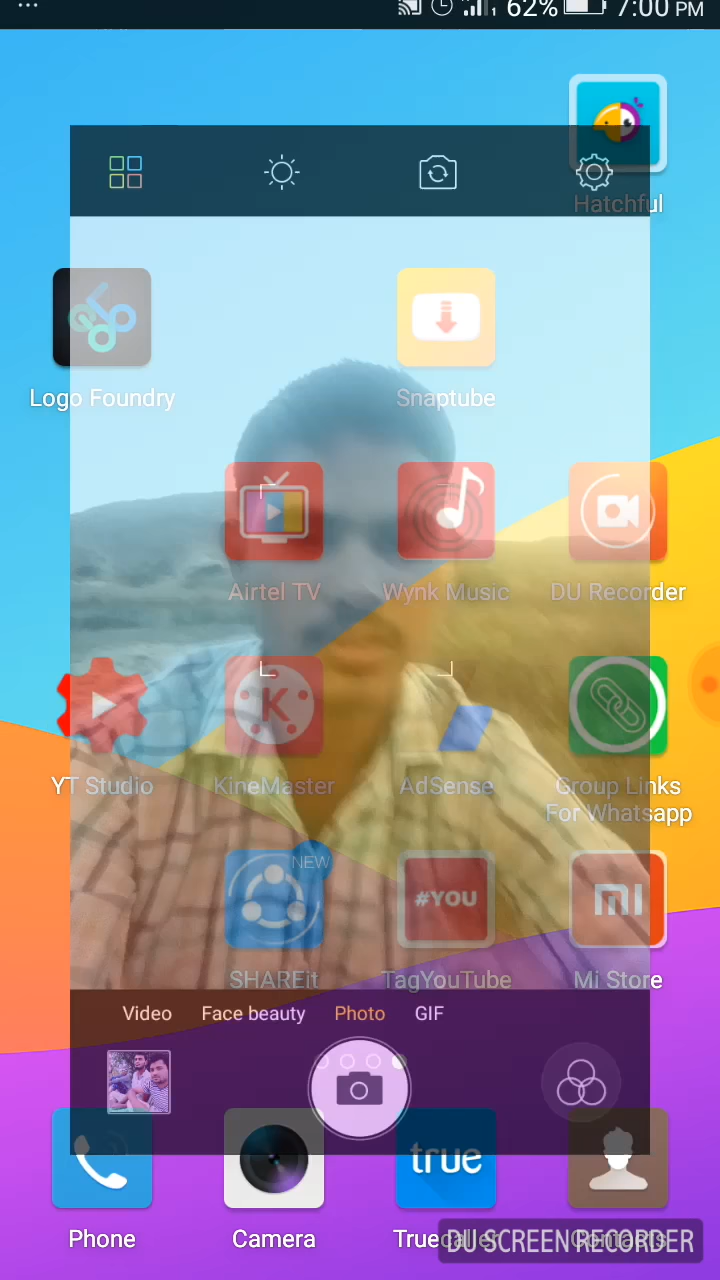 62% 7:00 PM
Hatchful
Logo Foundry
Snaptube
Airtel TV
Wynk Music
DU Recorder
YT Studio
KineMaster
AdSense
Group Links
For Whatsapp
NEW
#YOU
SHAREit
TagYouTube
Mi Store
Video
Face beauty
Photo
GIF
true
Phone
Camera
Truecaller
Contacts
DU SCREEN RECORDER